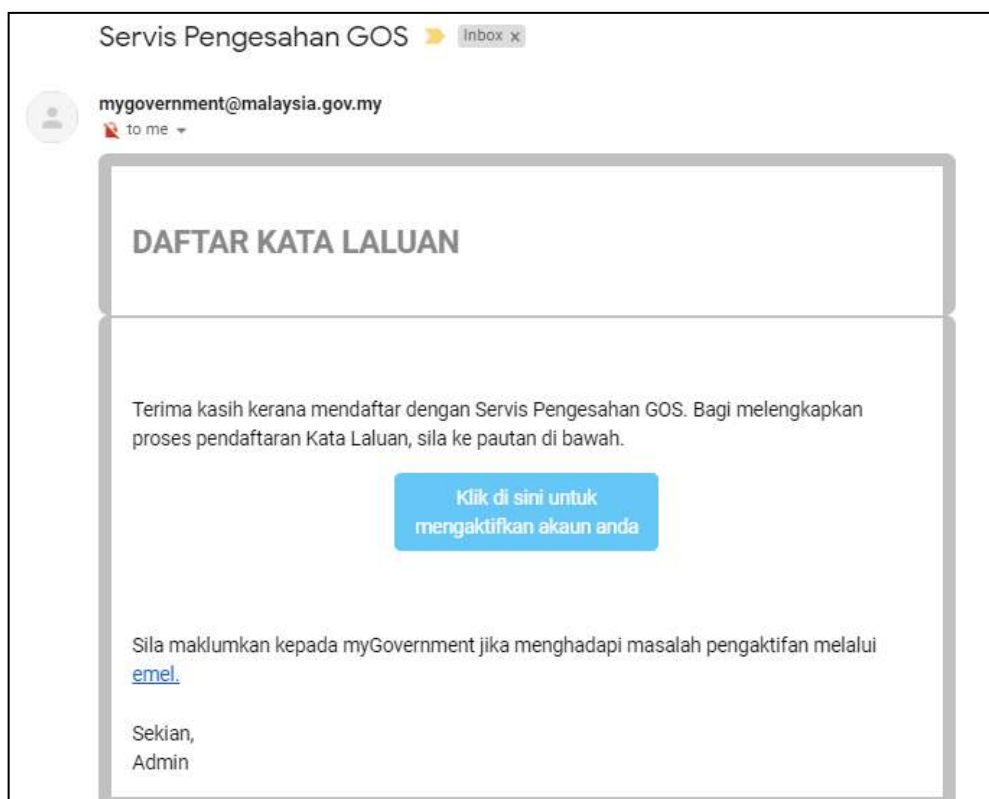 Servis Pengesahan GOS Inbox x
mygovernment@malaysia.gov.my
to me
DAFTAR KATA LALUAN
Terima kasih kerana mendaftar dengan Servis Pengesahan GOS. Bagi melengkapkan
proses pendaftaran Kata Laluan, sila ke pautan di bawah.
Klik di sini untuk
mengaktifkan akaun anda
Sila maklumkan kepada myGovernment jika menghadapi masalah pengaktifan melalui
emel.
Sekian,
Admin